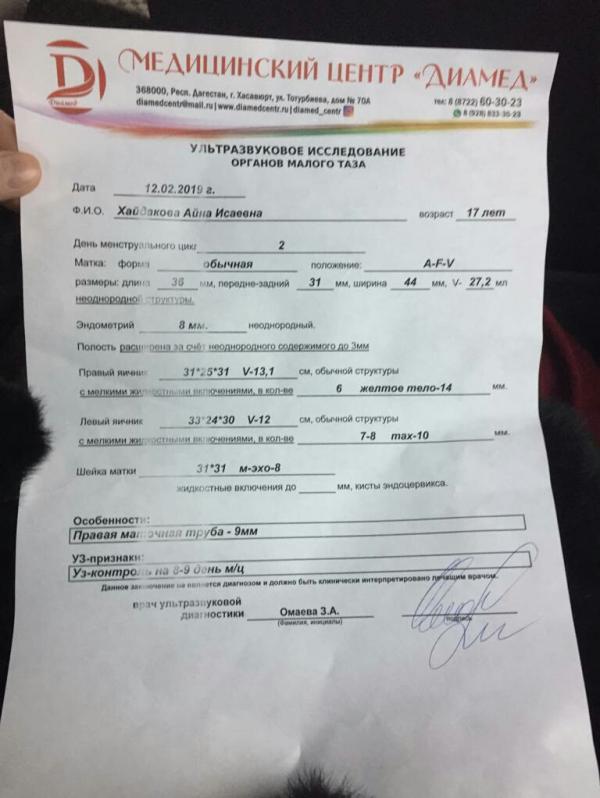 Диамед
МЕДИЦИНСКИЙ ЦЕНТР «ДИАМЕД»
368000, Респ. Дагестан, г. Хасавюрт, ул. Тотурбиева, дом № 70А
diamedcentr@mail.ru | www.diamedcentr.ru | diamed_centr
тел: 8 (8722) 60-30-23
8 (928) 833-30-23
УЛЬТРАЗВУКОВОЕ ИССЛЕДОВАНИЕ
ОРГАНОВ МАЛОГО ТАЗА
Дата 12.02.2019 г.
Ф.И.О. Хайдакова Айна Исаевна возраст 17 лет
День менструального цикл 2
Матка: форма обычная положение: A-F-V
размеры: длина 36 мм, передне-задний 31 мм, ширина 44 мм, V- 27,2 мл
неоднородной структуры.
Эндометрий 8 мм. неоднородный.
Полость расширена за счёт неоднородного содержимого до 3мм
Правый яичник 31*25*31 V-13,1 см, обычной структуры
с мелкими жидкостными включениями, в кол-ве 6 желтое тело-14 мм.
Левый яичник 33*24*30 V-12 см, обычной структуры
с мелкими жидкостными включениями, в кол-ве 7-8 max-10 мм.
Шейка матки 31*31 м-эхо-8
жидкостные включения до мм, кисты эндоцервикса.
Особенности:
Правая маточная труба - 9мм
УЗ-признаки:
Уз-контроль на 8-9 день м/ц
Данное заключение не является диагнозом и должно быть клинически интерпретировано лечащим врачом.
врач ультразвуковой
диагностики Омаева З.А.
(Фамилия, инициалы) подпись